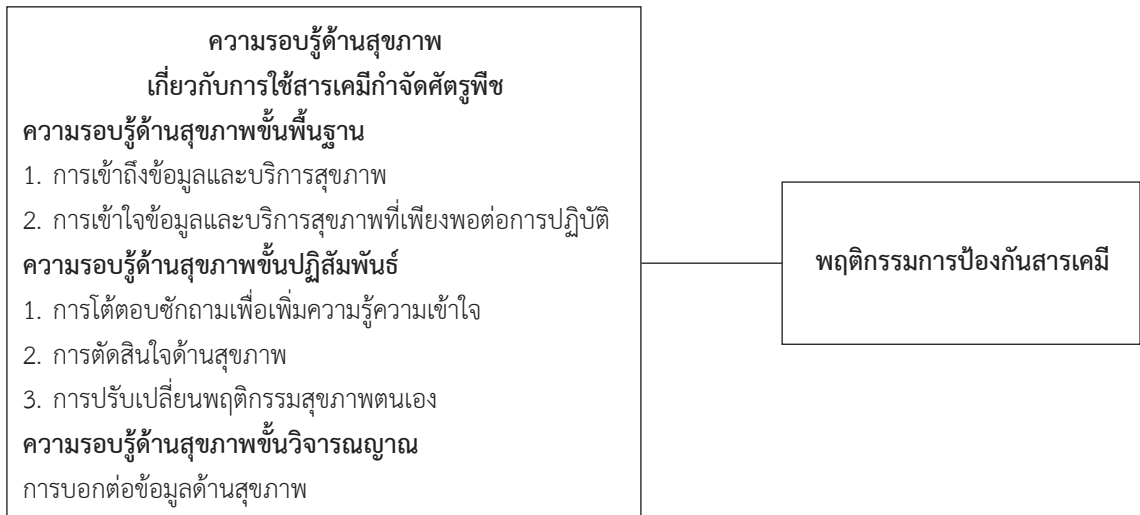 ความรอบรู้ด้านสุขภาพ
เกี่ยวกับการใช้สารเคมีกำจัดศัตรูพืช
ความรอบรู้ด้านสุขภาพขั้นพื้นฐาน
1. การเข้าถึงข้อมูลและบริการสุขภาพ
2. การเข้าใจข้อมูลและบริการสุขภาพที่เพียงพอต่อการปฏิบัติ
ความรอบรู้ด้านสุขภาพขั้นปฏิสัมพันธ์
1. การโต้ตอบซักถามเพื่อเพิ่มความรู้ความเข้าใจ
2. การตัดสินใจด้านสุขภาพ
3. การปรับเปลี่ยนพฤติกรรมสุขภาพตนเอง
ความรอบรู้ด้านสุขภาพขั้นวิจารณญาณ
การบอกต่อข้อมูลด้านสุขภาพ
พฤติกรรมการป้องกันสารเคมี